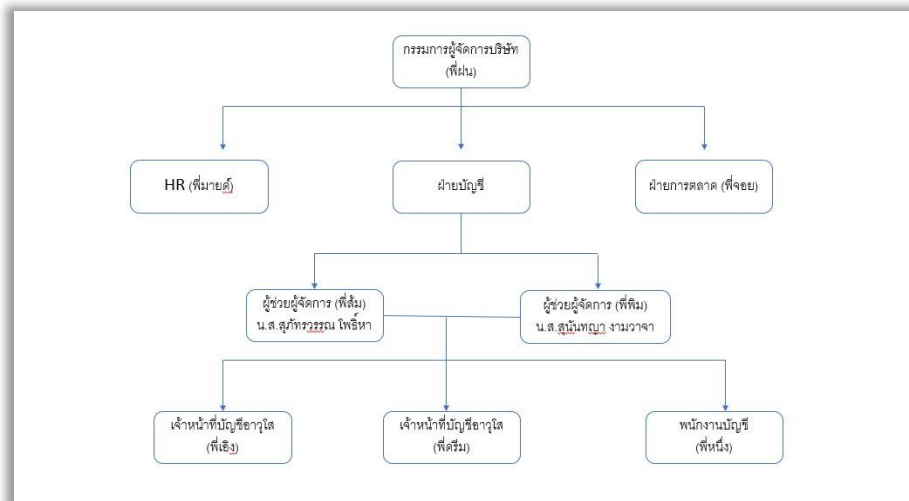 กรรมการผู้จัดการบริษัท
(พี่ฝน)
HR (พี่มายด์)
ฝ่ายบัญชี
ฝ่ายการตลาด (พี่จอย)
ผู้ช่วยผู้จัดการ (พี่ส้ม)
น.ส.สุภัทรวรรณ โพธิ์หา
ผู้ช่วยผู้จัดการ (พี่พิม)
น.ส.สุนันทญา งามวาจา
เจ้าหน้าที่บัญชีอาวุโส
(พี่เอิง)
เจ้าหน้าที่บัญชีอาวุโส
(พี่ดรีม)
พนักงานบัญชี
(พี่หนึ่ง)